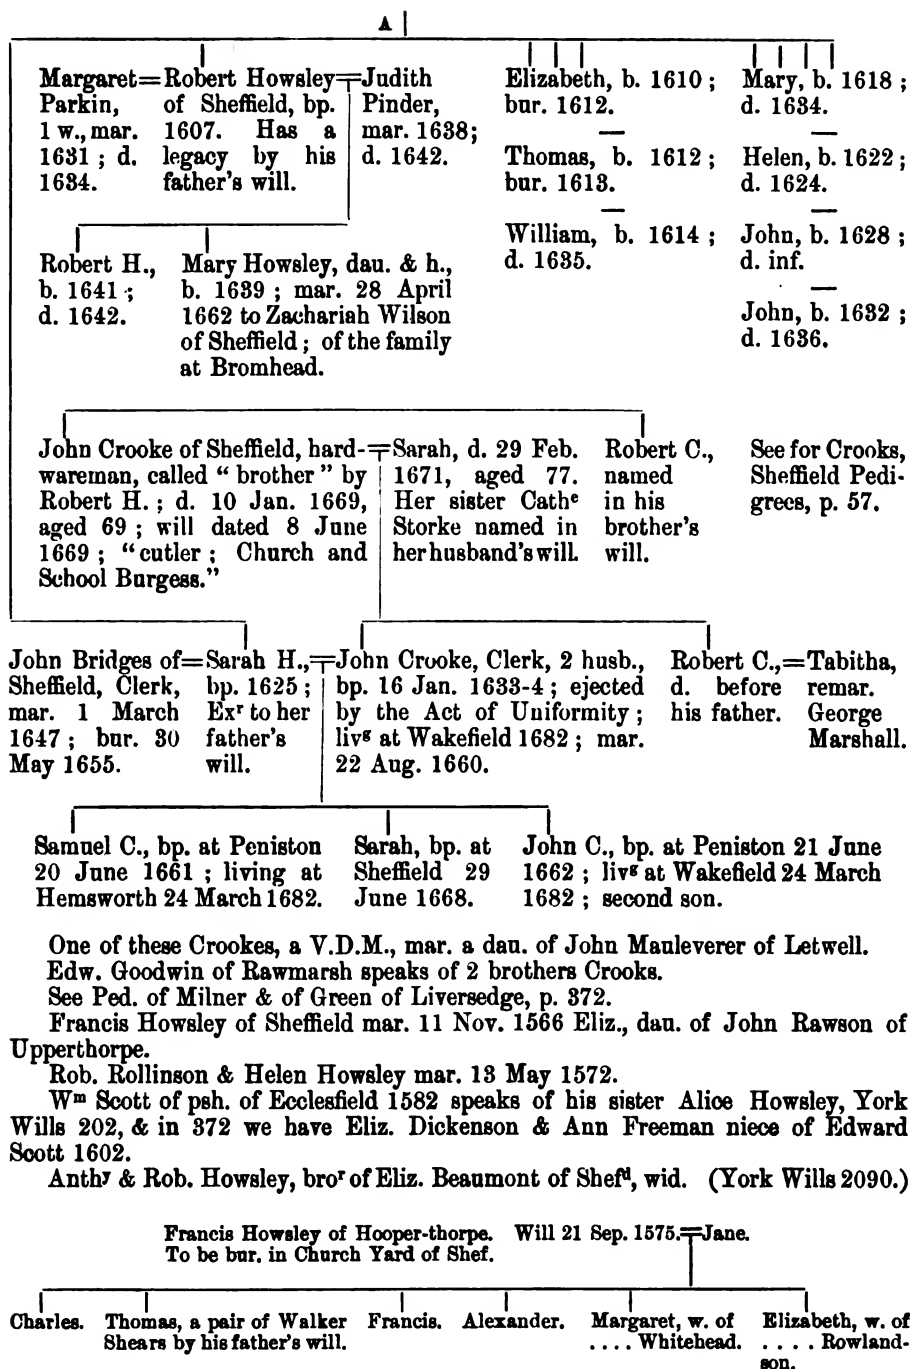 A
Margaret= Robert Howsley=Judith
Parkin, of Sheffield, bp. Pinder,
1 w., mar. 1607. Has a mar. 1638;
1631 ; d. legacy by his d. 1642.
1634. father's will.
Elizabeth, b. 1610 ;
bur. 1612.
—
Thomas, b. 1612 ;
bur. 1613.
—
William, b. 1614 ;
d. 1635.
Mary, b. 1618 ;
d. 1634.
—
Helen, b. 1622 ;
d. 1624.
—
John, b. 1628 ;
d. inf.
—
John, b. 1632 ;
d. 1636.
Robert H.,
b. 1641 ;
d. 1642.
Mary Howsley, dau. & h.,
b. 1639 ; mar. 28 April
1662 to Zachariah Wilson
of Sheffield ; of the family
at Bromhead.
John Crooke of Sheffield, hard-
wareman, called “ brother ” by
Robert H. ; d. 10 Jan. 1669,
aged 69 ; will dated 8 June
1669 ; “cutler ; Church and
School Burgess.”
=Sarah, d. 29 Feb.
1671, aged 77.
Her sister Cathᵉ
Storke named in
her husband's will.
Robert C.,
named
in his
brother's
will.
See for Crooks,
Sheffield Pedi-
grees, p. 57.
John Bridges of=
Sheffield, Clerk,
mar. 1 March
1647 ; bur. 30
May 1655.
Sarah H.,=
bp. 1625 ;
Exʳ to her
father's
will.
John Crooke, Clerk, 2 husb.,
bp. 16 Jan. 1633-4 ; ejected
by the Act of Uniformity ;
livᵍ at Wakefield 1682 ; mar.
22 Aug. 1660.
Robert C.,=
d. before
his father.
Tabitha,
remar.
George
Marshall.
Samuel C., bp. at Peniston
20 June 1661 ; living at
Hemsworth 24 March 1682.
Sarah, bp. at
Sheffield 29
June 1668.
John C., bp. at Peniston 21 June
1662 ; livᵍ at Wakefield 24 March
1682 ; second son.
One of these Crookes, a V.D.M., mar. a dau. of John Mauleverer of Letwell.
Edw. Goodwin of Rawmarsh speaks of 2 brothers Crooks.
See Ped. of Milner & of Green of Liversedge, p. 372.
Francis Howsley of Sheffield mar. 11 Nov. 1566 Eliz., dau. of John Rawson of
Upperthorpe.
Rob. Rollinson & Helen Howsley mar. 13 May 1572.
Wᵐ Scott of psh. of Ecclesfield 1582 speaks of his sister Alice Howsley, York
Wills 202, & in 372 we have Eliz. Dickenson & Ann Freeman niece of Edward
Scott 1602.
Anthʸ & Rob. Howsley, broʳ of Eliz. Beaumont of Shefᵈ, wid. (York Wills 2090.)
Francis Howsley of Hooper-thorpe. Will 21 Sep. 1575.=Jane.
To be bur. in Church Yard of Shef.
Charles.
Thomas, a pair of Walker
Shears by his father's will.
Francis.
Alexander.
Margaret, w. of
. . . . Whitehead.
Elizabeth, w. of
. . . . Rowland-
son.